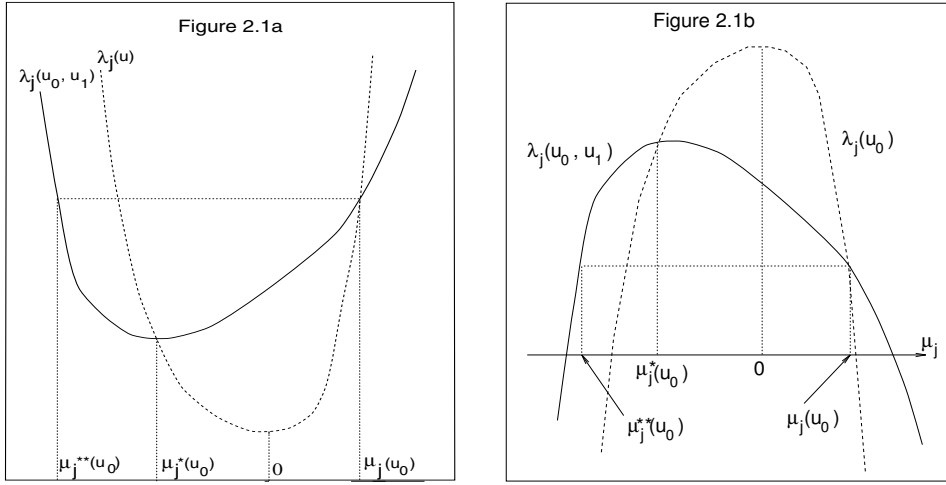 Figure 2.1a
λj(u)
λj(u0, u1)
μj**(u0)
μj*(u0)
0
μj(u0)
Figure 2.1b
λj(u0, u1)
λj(u0)
μj
μj*(u0)
0
μj**(u0)
μj(u0)